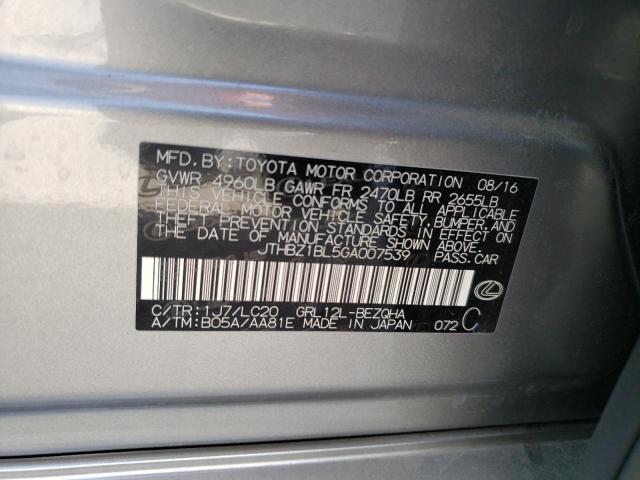 MFD. BY: TOYOTA MOTOR CORPORATION 08/16
GVWR 4960LB GAWR FR 2470LB RR 2655LB
THIS VEHICLE CONFORMS TO ALL APPLICABLE
FEDERAL MOTOR VEHICLE SAFETY, BUMPER, AND
THEFT PREVENTION STANDARDS IN EFFECT ON
THE DATE OF MANUFACTURE SHOWN ABOVE.
JTHBZ1BL5GA007539 PASS. CAR
C/TR: 1J7/LC20 GRL12L-BEZQHA
A/TM: B05A/AA81E MADE IN JAPAN 072 C